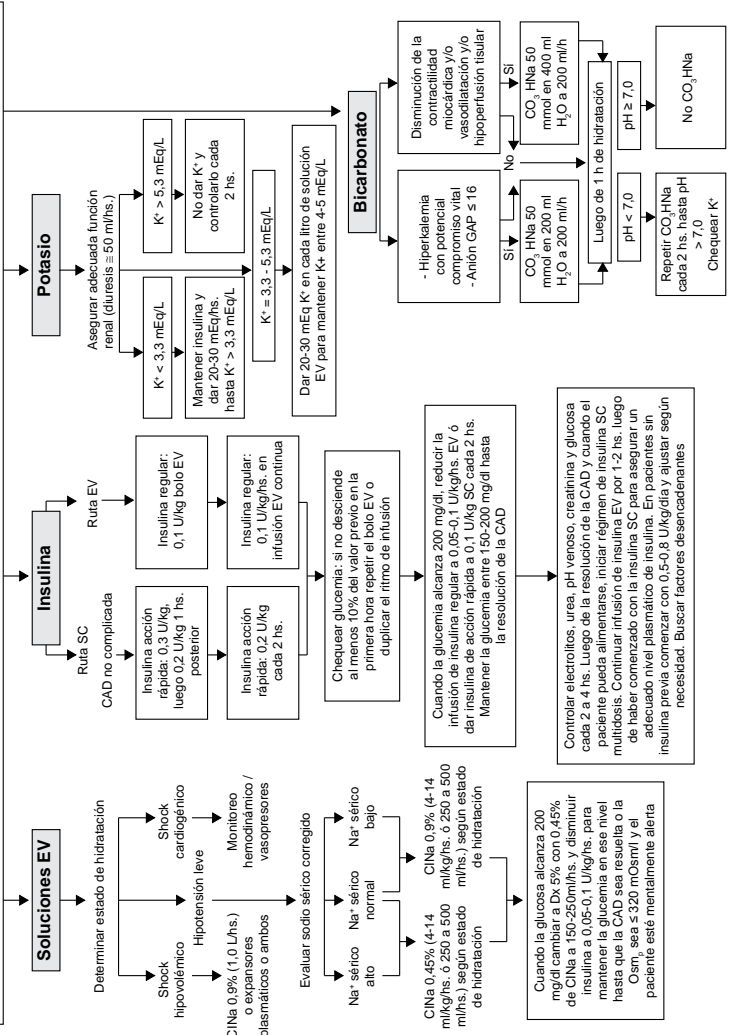 Soluciones EV
Determinar estado de hidratación
Shock
hipovolémico
Hipotensión leve
Shock
cardiogénico
ClNa 0,9% (1,0 L/hs.)
o expansores
plasmáticos o ambos
Monitoreo
hemodinámico /
vasopresores
Evaluar sodio sérico corregido
Na⁺ sérico
alto
Na⁺ sérico
normal
Na⁺ sérico
bajo
ClNa 0,45% (4-14
ml/kg/hs. ó 250 a 500
ml/hs.) según estado
de hidratación
ClNa 0,9% (4-14
ml/kg/hs. ó 250 a 500
ml/hs.) según estado
de hidratación
Cuando la glucosa alcanza 200
mg/dl cambiar a Dx 5% con 0,45%
de ClNa a 150-250ml/hs. y disminuir
insulina a 0,05-0,1 U/kg/hs. para
mantener la glucemia en ese nivel
hasta que la CAD sea resuelta o la
Osmₚ sea ≤ 320 mOsm/l y el
paciente esté mentalmente alerta
Insulina
Ruta SC
Ruta EV
CAD no complicada
Insulina acción
rápida: 0,3 U/kg,
luego 0,2 U/kg 1 hs.
posterior
Insulina regular:
0,1 U/kg bolo EV
Insulina acción
rápida: 0,2 U/kg
cada 2 hs.
Insulina regular:
0,1 U/kg/hs. en
infusión EV continua
Chequear glucemia: si no desciende
al menos 10% del valor previo en la
primera hora repetir el bolo EV o
duplicar el ritmo de infusión
Cuando la glucemia alcanza 200 mg/dl, reducir la
infusión de insulina regular a 0,05-0,1 U/kg/hs. EV ó
dar insulina de acción rápida a 0,1 U/kg SC cada 2 hs.
Mantener la glucemia entre 150-200 mg/dl hasta
la resolución de la CAD
Controlar electrolitos, urea, pH venoso, creatinina y glucosa
cada 2 a 4 hs. Luego de la resolución de la CAD y cuando el
paciente pueda alimentarse, iniciar régimen de insulina SC
multidosis. Continuar infusión de insulina EV por 1-2 hs. luego
de haber comenzado con la insulina SC para asegurar un
adecuado nivel plasmático de insulina. En pacientes sin
insulina previa comenzar con 0,5-0,8 U/kg/día y ajustar según
necesidad. Buscar factores desencadenantes
Potasio
Asegurar adecuada función
renal (diuresis ≅ 50 ml/hs.)
K⁺ < 3,3 mEq/L
K⁺ > 5,3 mEq/L
Mantener insulina y
dar 20-30 mEq/hs.
hasta K⁺ > 3,3 mEq/L
No dar K⁺ y
controlarlo cada
2 hs.
K⁺ = 3,3 - 5,3 mEq/L
Dar 20-30 mEq K⁺ en cada litro de solución
EV para mantener K+ entre 4-5 mEq/L
Bicarbonato
- Hiperkalemia
con potencial
compromiso vital
- Anión GAP ≤ 16
Disminución de la
contractilidad
miocárdica y/o
vasodilatación y/o
hipoperfusión tisular
Sí
No
Sí
CO₃ HNa 50
mmol en 200 ml
H₂O a 200 ml/h
CO₃ HNa 50
mmol en 400 ml
H₂O a 200 ml/h
Luego de 1 h de hidratación
pH < 7,0
pH ≥ 7,0
Repetir CO₃HNa
cada 2 hs. hasta pH
> 7,0
Chequear K⁺
No CO₃HNa